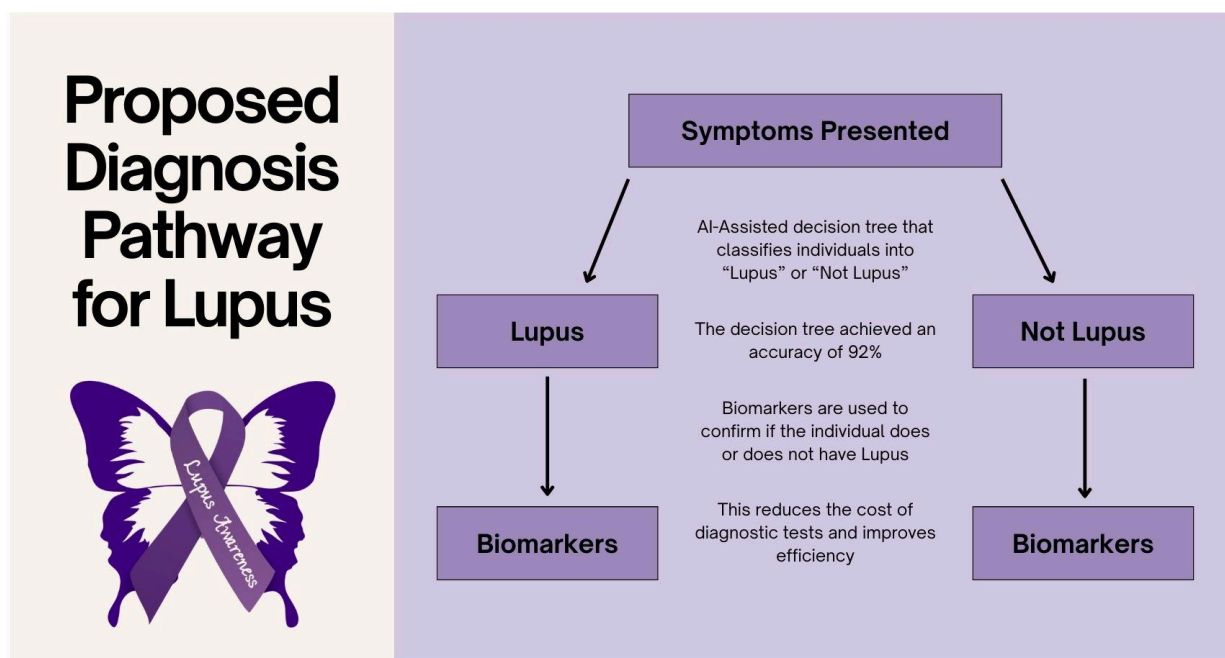 Proposed
Diagnosis
Pathway
for Lupus
Lupus Awareness
Symptoms Presented
AI-Assisted decision tree that
classifies individuals into
“Lupus” or “Not Lupus”
Lupus
The decision tree achieved an
accuracy of 92%
Not Lupus
Biomarkers are used to
confirm if the individual does
or does not have Lupus
Biomarkers
This reduces the cost of
diagnostic tests and improves
efficiency
Biomarkers